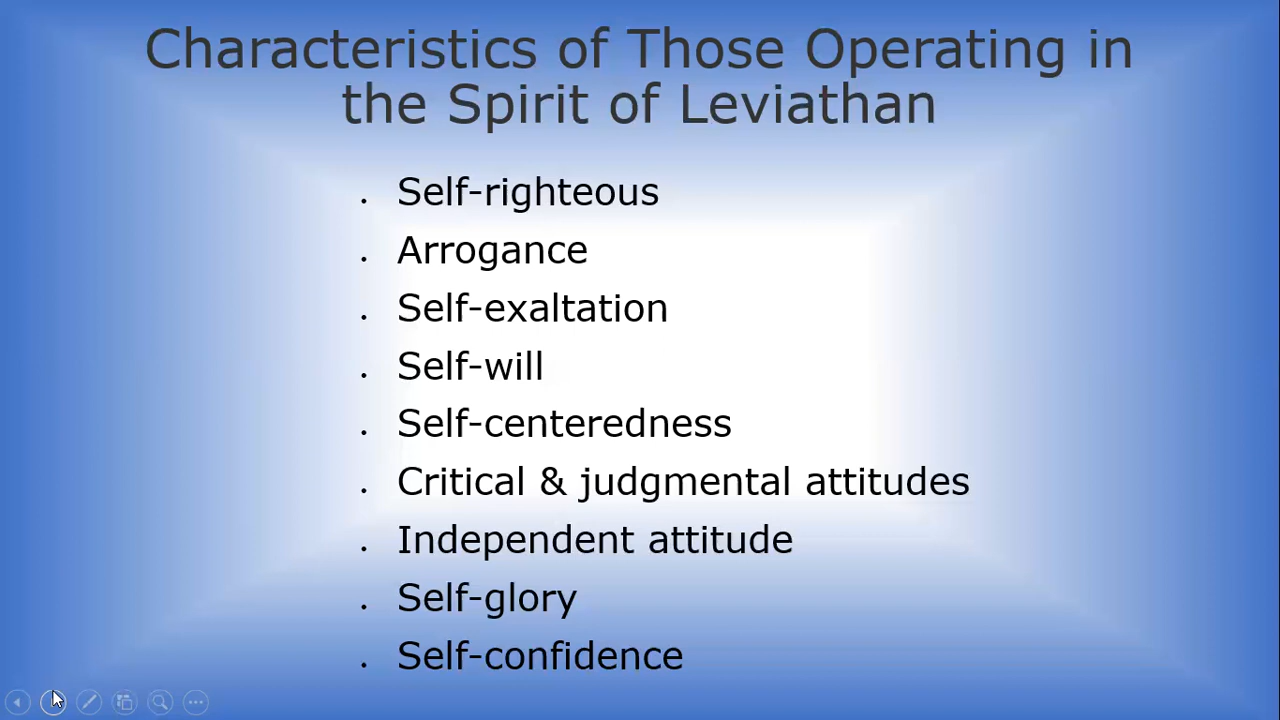 Characteristics of Those Operating in
the Spirit of Leviathan
. Self-righteous
. Arrogance
. Self-exaltation
. Self-will
. Self-centeredness
. Critical & judgmental attitudes
. Independent attitude
. Self-glory
. Self-confidence